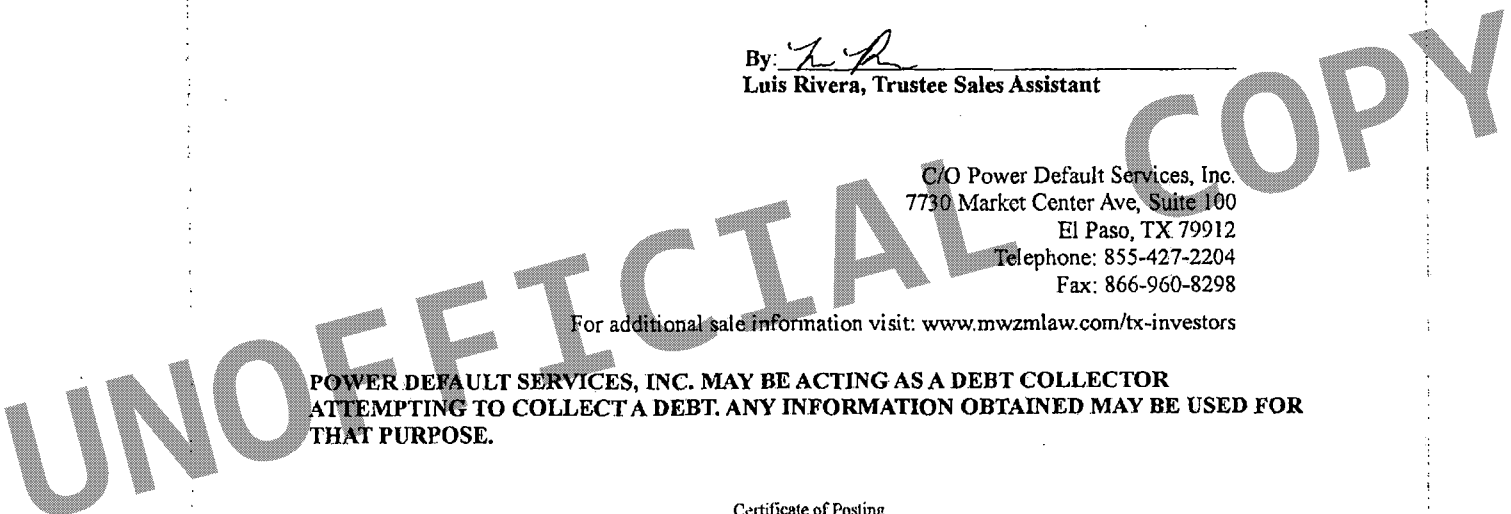 By:
Luis Rivera, Trustee Sales Assistant
C/O Power Default Services, Inc.
7730 Market Center Ave, Suite 100
El Paso, TX 79912
Telephone: 855-427-2204
Fax: 866-960-8298
For additional sale information visit: www.mwzmlaw.com/tx-investors
POWER DEFAULT SERVICES, INC. MAY BE ACTING AS A DEBT COLLECTOR
ATTEMPTING TO COLLECT A DEBT. ANY INFORMATION OBTAINED MAY BE USED FOR
THAT PURPOSE.
Certificate of Posting
UNOFFICIAL COPY